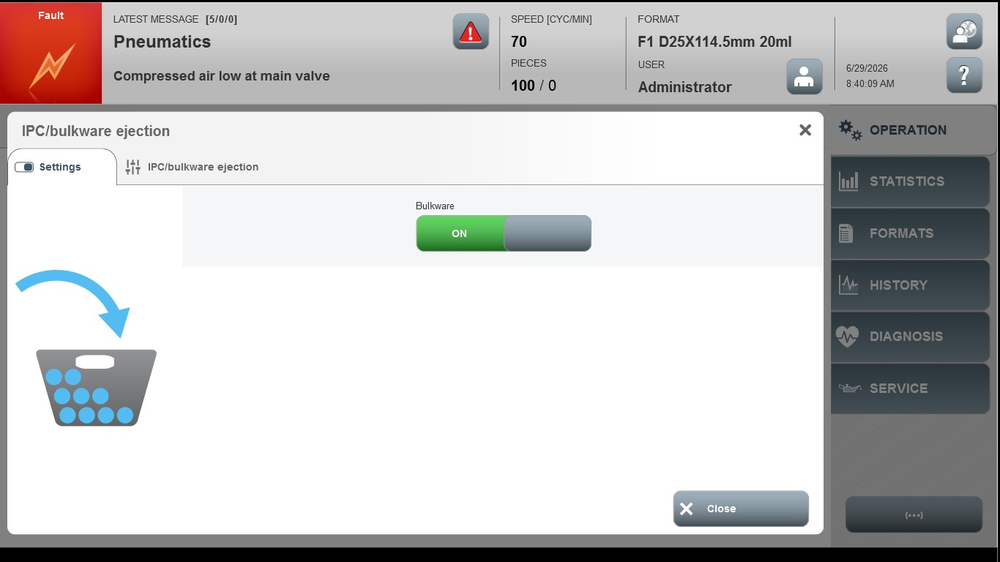 Fault
LATEST MESSAGE [5/0/0]
Pneumatics
Compressed air low at main valve
SPEED [CYC/MIN]
70
PIECES
100 / 0
FORMAT
F1 D25X114.5mm 20ml
USER
Administrator
6/29/2026
8:40:09 AM
?
IPC/bulkware ejection
Settings
IPC/bulkware ejection
Bulkware
ON
Close
OPERATION
STATISTICS
FORMATS
HISTORY
DIAGNOSIS
SERVICE
(•••)